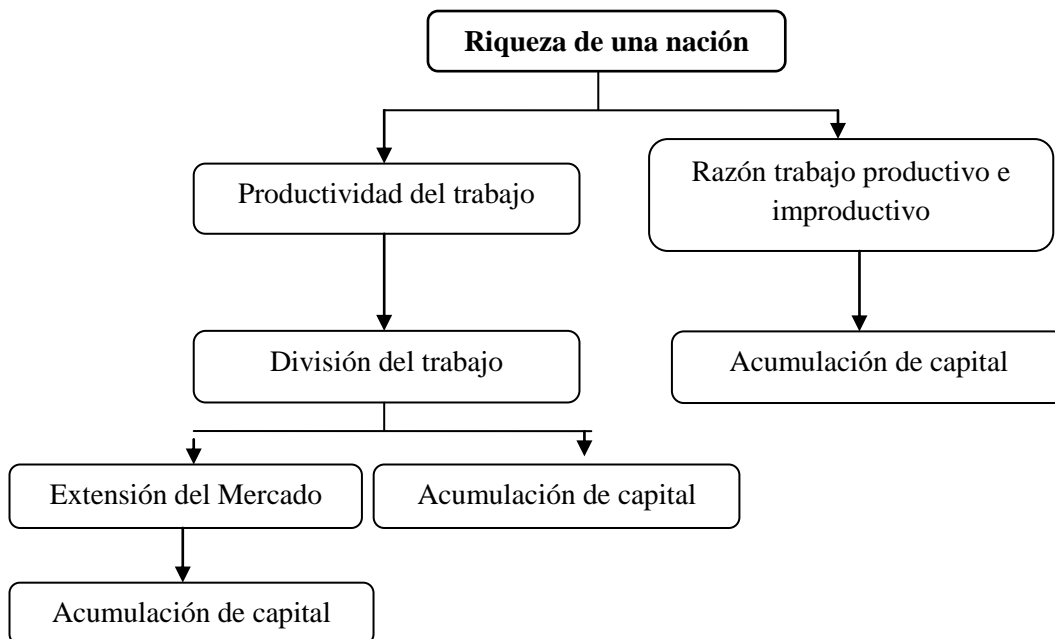 Riqueza de una nación
Productividad del trabajo
Razón trabajo productivo e
improductivo
División del trabajo
Acumulación de capital
Extensión del Mercado
Acumulación de capital
Acumulación de capital